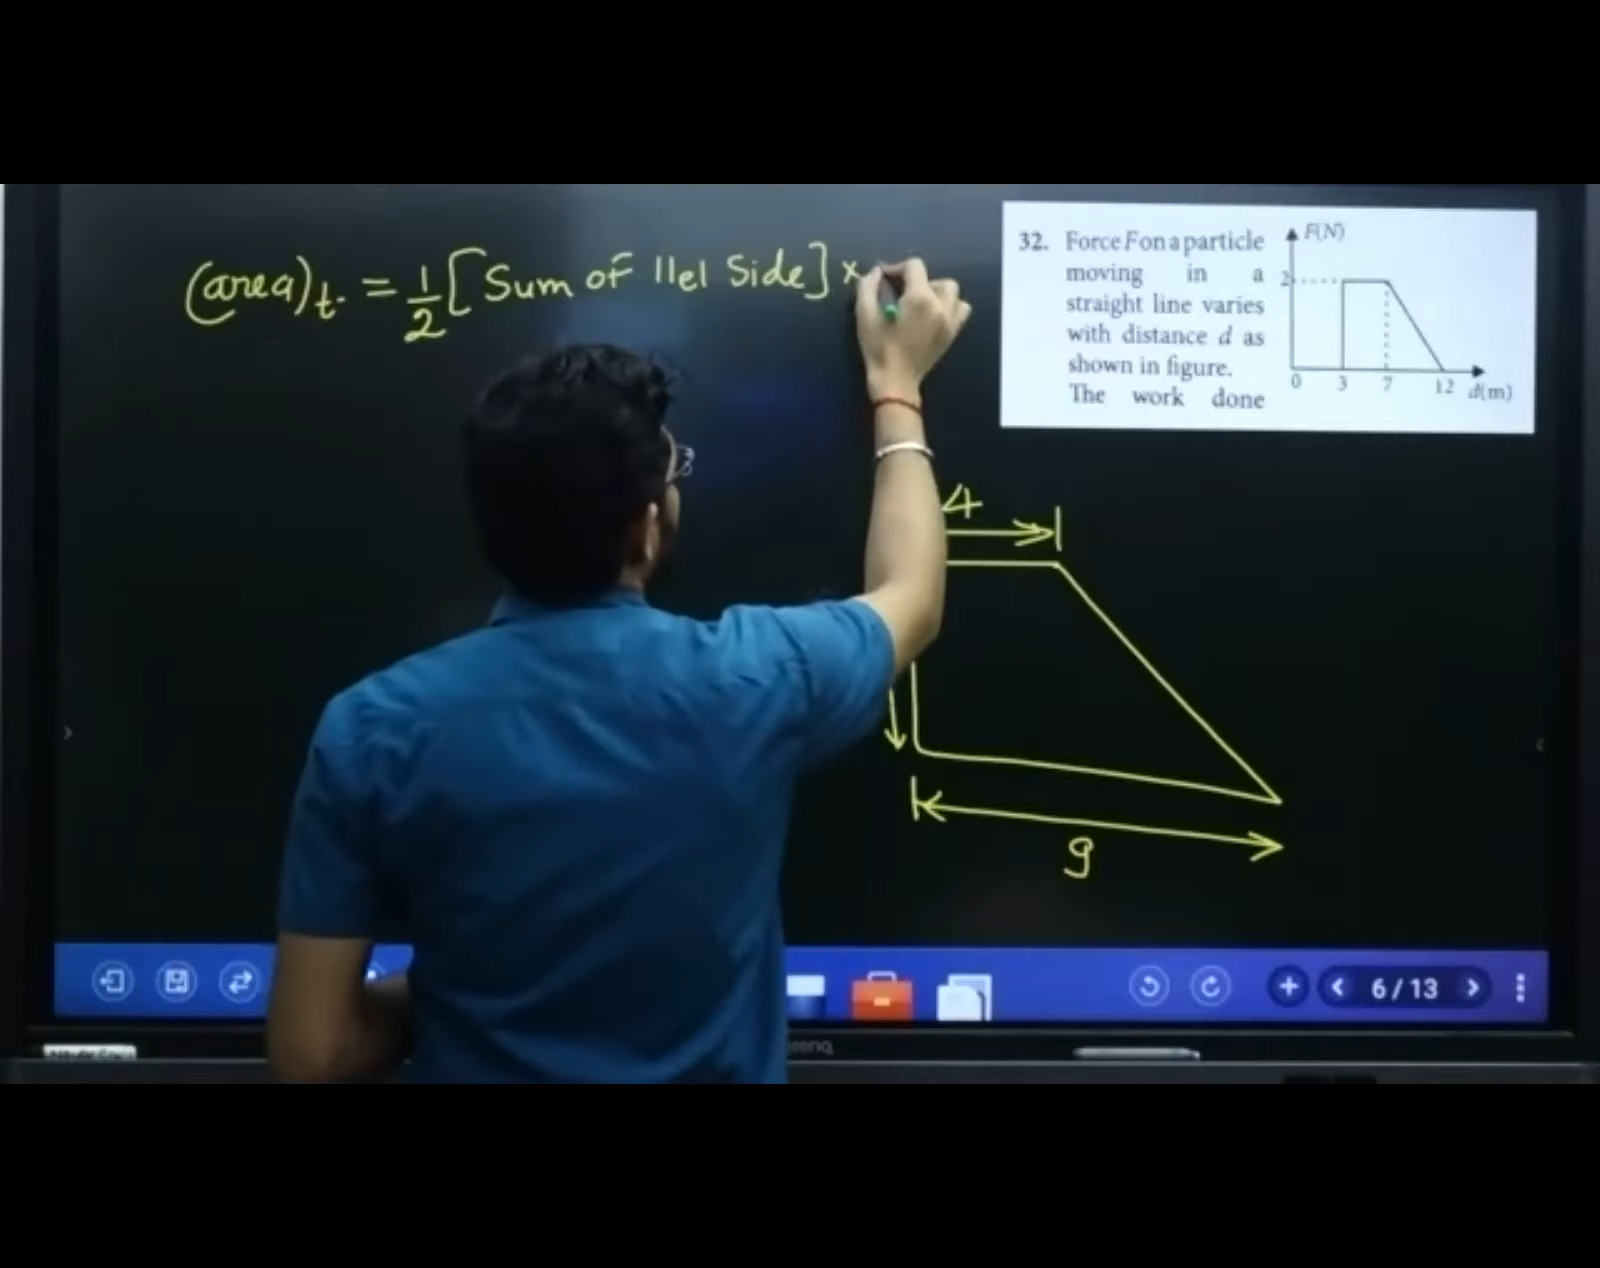 (area)t. = 1/2 [Sum of llel Side] ×
32. Force F on a particle
moving in a
straight line varies
with distance d as
shown in figure.
The work done
F(N)
2
0 3 7 12 d(m)
4
9
6 / 13